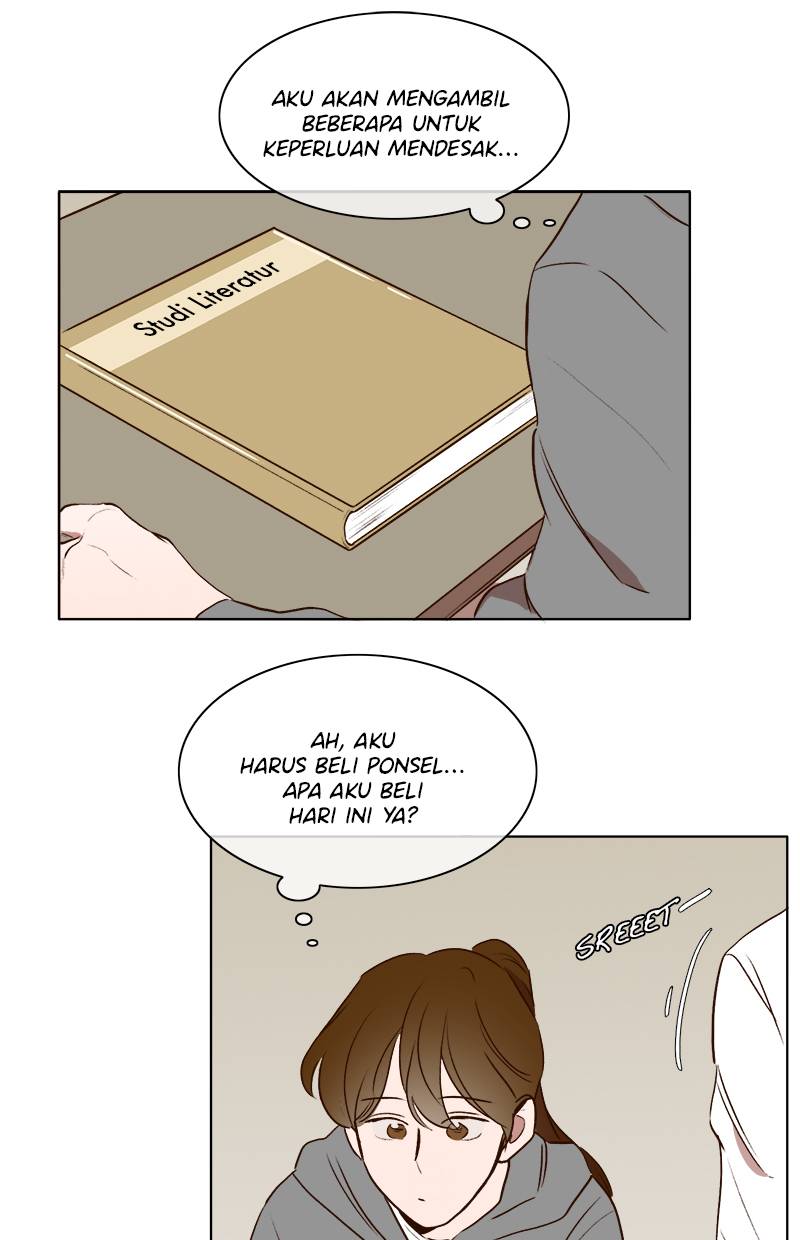 AKU AKAN MENGAMBIL
BEBERAPA UNTUK
KEPERLUAN MENDESAK...
Studi Literatur
AH, AKU
HARUS BELI PONSEL...
APA AKU BELI
HARI INI YA?
SREEET